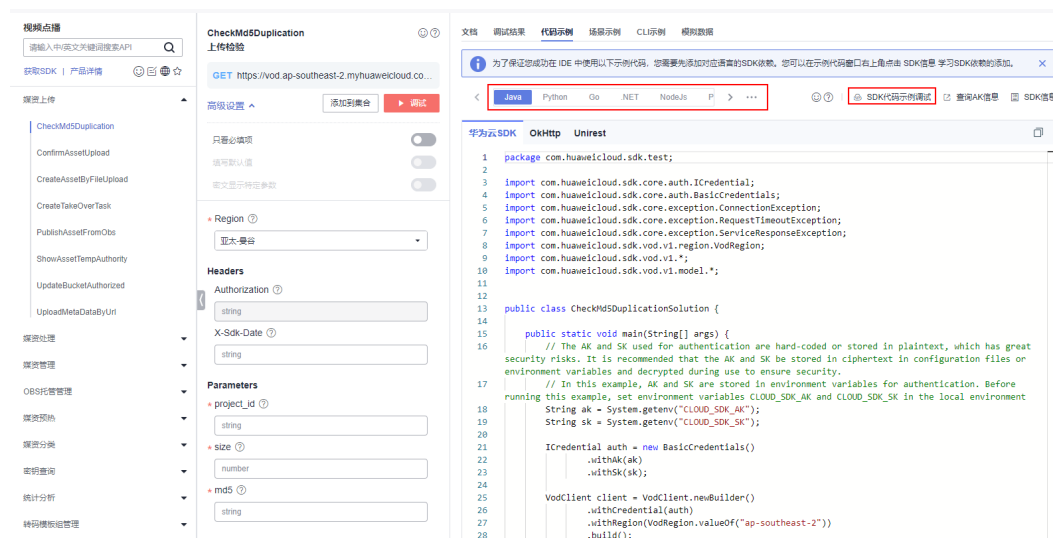 视频点播
请输入中/英文关键词搜索API
获取SDK | 产品详情
媒资上传
CheckMd5Duplication
ConfirmAssetUpload
CreateAssetByFileUpload
CreateTakeOverTask
PublishAssetFromObs
ShowAssetTempAuthority
UpdateBucketAuthorized
UploadMetaDataByUrl
媒资处理
媒资管理
OBS托管管理
媒资预热
媒资分类
密钥查询
统计分析
转码模板组管理
CheckMd5Duplication
上传检验
GET https://vod.ap-southeast-2.myhuaweicloud.co...
高级设置
添加到集合
调试
只看必填项
填写默认值
密文显示特定参数
* Region
亚太-曼谷
Headers
Authorization
string
X-Sdk-Date
string
Parameters
* project_id
string
* size
number
* md5
string
文档 调试结果 代码示例 场景示例 CLI示例 模拟数据
为了保证您成功在 IDE 中使用以下示例代码，您需要先添加对应语言的SDK依赖。您可以在示例代码窗口右上角点击 SDK信息 学习SDK依赖的添加。
Java Python Go .NET NodeJs P ...
SDK代码示例调试 查询AK信息 SDK信息
华为云SDK OkHttp Unirest
1 package com.huaweicloud.sdk.test;
2
3 import com.huaweicloud.sdk.core.auth.ICredential;
4 import com.huaweicloud.sdk.core.auth.BasicCredentials;
5 import com.huaweicloud.sdk.core.exception.ConnectionException;
6 import com.huaweicloud.sdk.core.exception.RequestTimeoutException;
7 import com.huaweicloud.sdk.core.exception.ServiceResponseException;
8 import com.huaweicloud.sdk.vod.v1.region.VodRegion;
9 import com.huaweicloud.sdk.vod.v1.*;
10 import com.huaweicloud.sdk.vod.v1.model.*;
11
12
13 public class CheckMd5DuplicationSolution {
14
15 public static void main(String[] args) {
16 // The AK and SK used for authentication are hard-coded or stored in plaintext, which has great
security risks. It is recommended that the AK and SK be stored in ciphertext in configuration files or
environment variables and decrypted during use to ensure security.
17 // In this example, AK and SK are stored in environment variables for authentication. Before
running this example, set environment variables CLOUD_SDK_AK and CLOUD_SDK_SK in the local environment
18 String ak = System.getenv("CLOUD_SDK_AK");
19 String sk = System.getenv("CLOUD_SDK_SK");
20
21 ICredential auth = new BasicCredentials()
22 .withAk(ak)
23 .withSk(sk);
24
25 VodClient client = VodClient.newBuilder()
26 .withCredential(auth)
27 .withRegion(VodRegion.valueOf("ap-southeast-2"))
28 .build();